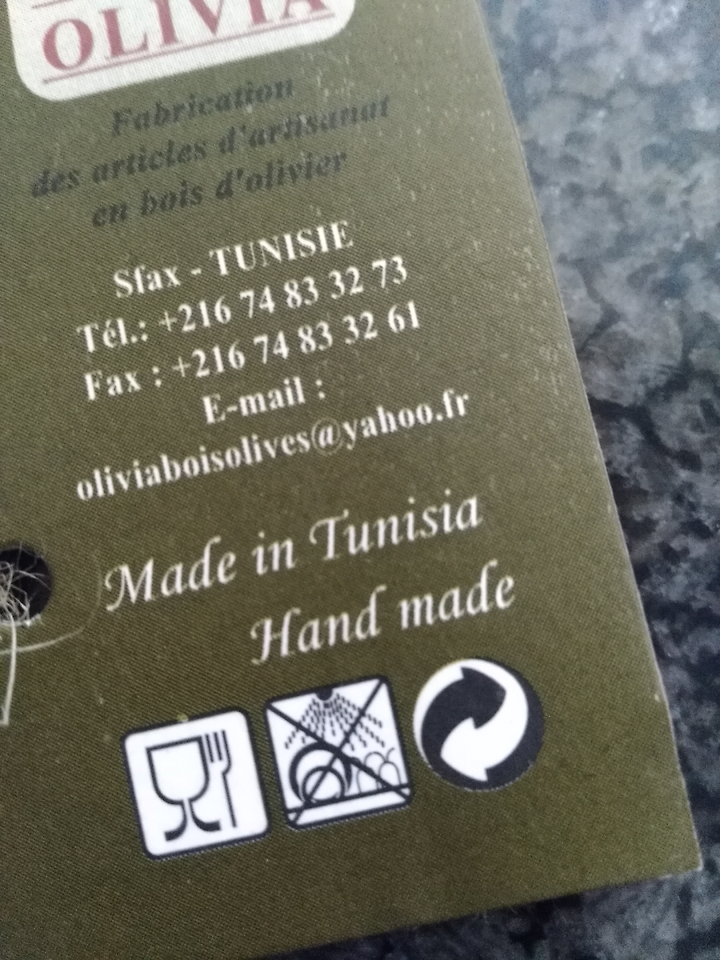 OLIVIA
Fabrication
des articles d'artisanat
en bois d'olivier
Sfax - TUNISIE
Tél.: +216 74 83 32 73
Fax : +216 74 83 32 61
E-mail :
oliviaboisolives@yahoo.fr
Made in Tunisia
Hand made